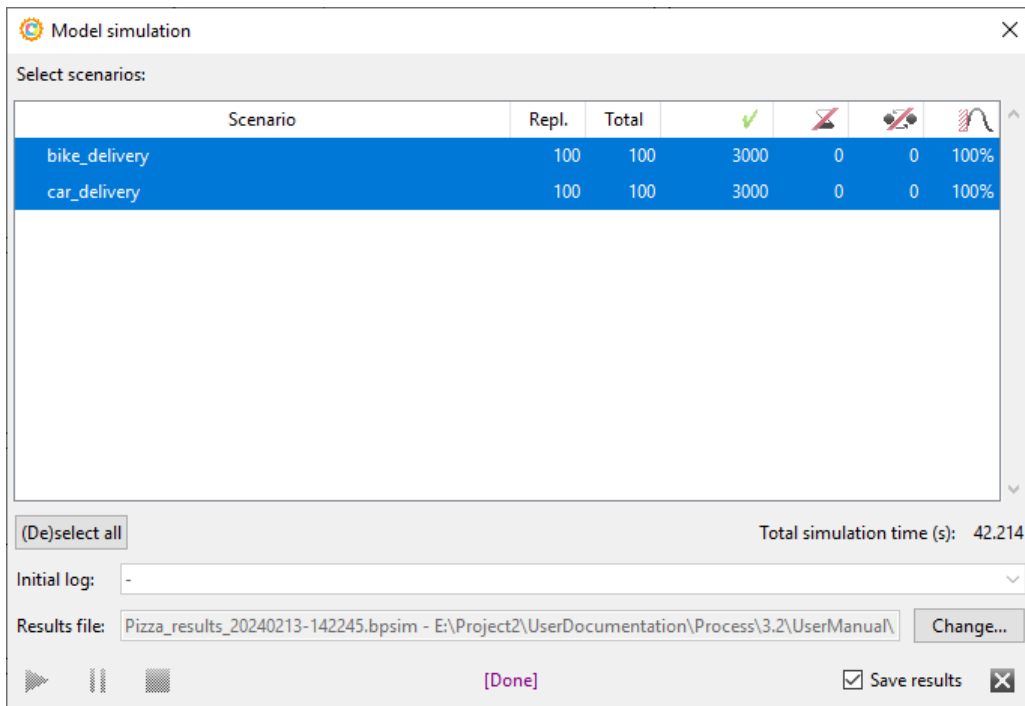 Model simulation
Select scenarios:
Scenario Repl. Total
bike_delivery 100 100 3000 0 0 100%
car_delivery 100 100 3000 0 0 100%
(De)select all Total simulation time (s): 42.214
Initial log: -
Results file: Pizza_results_20240213-142245.bpsim - E:\Project2\UserDocumentation\Process\3.2\UserManual\ Change...
[Done] Save results